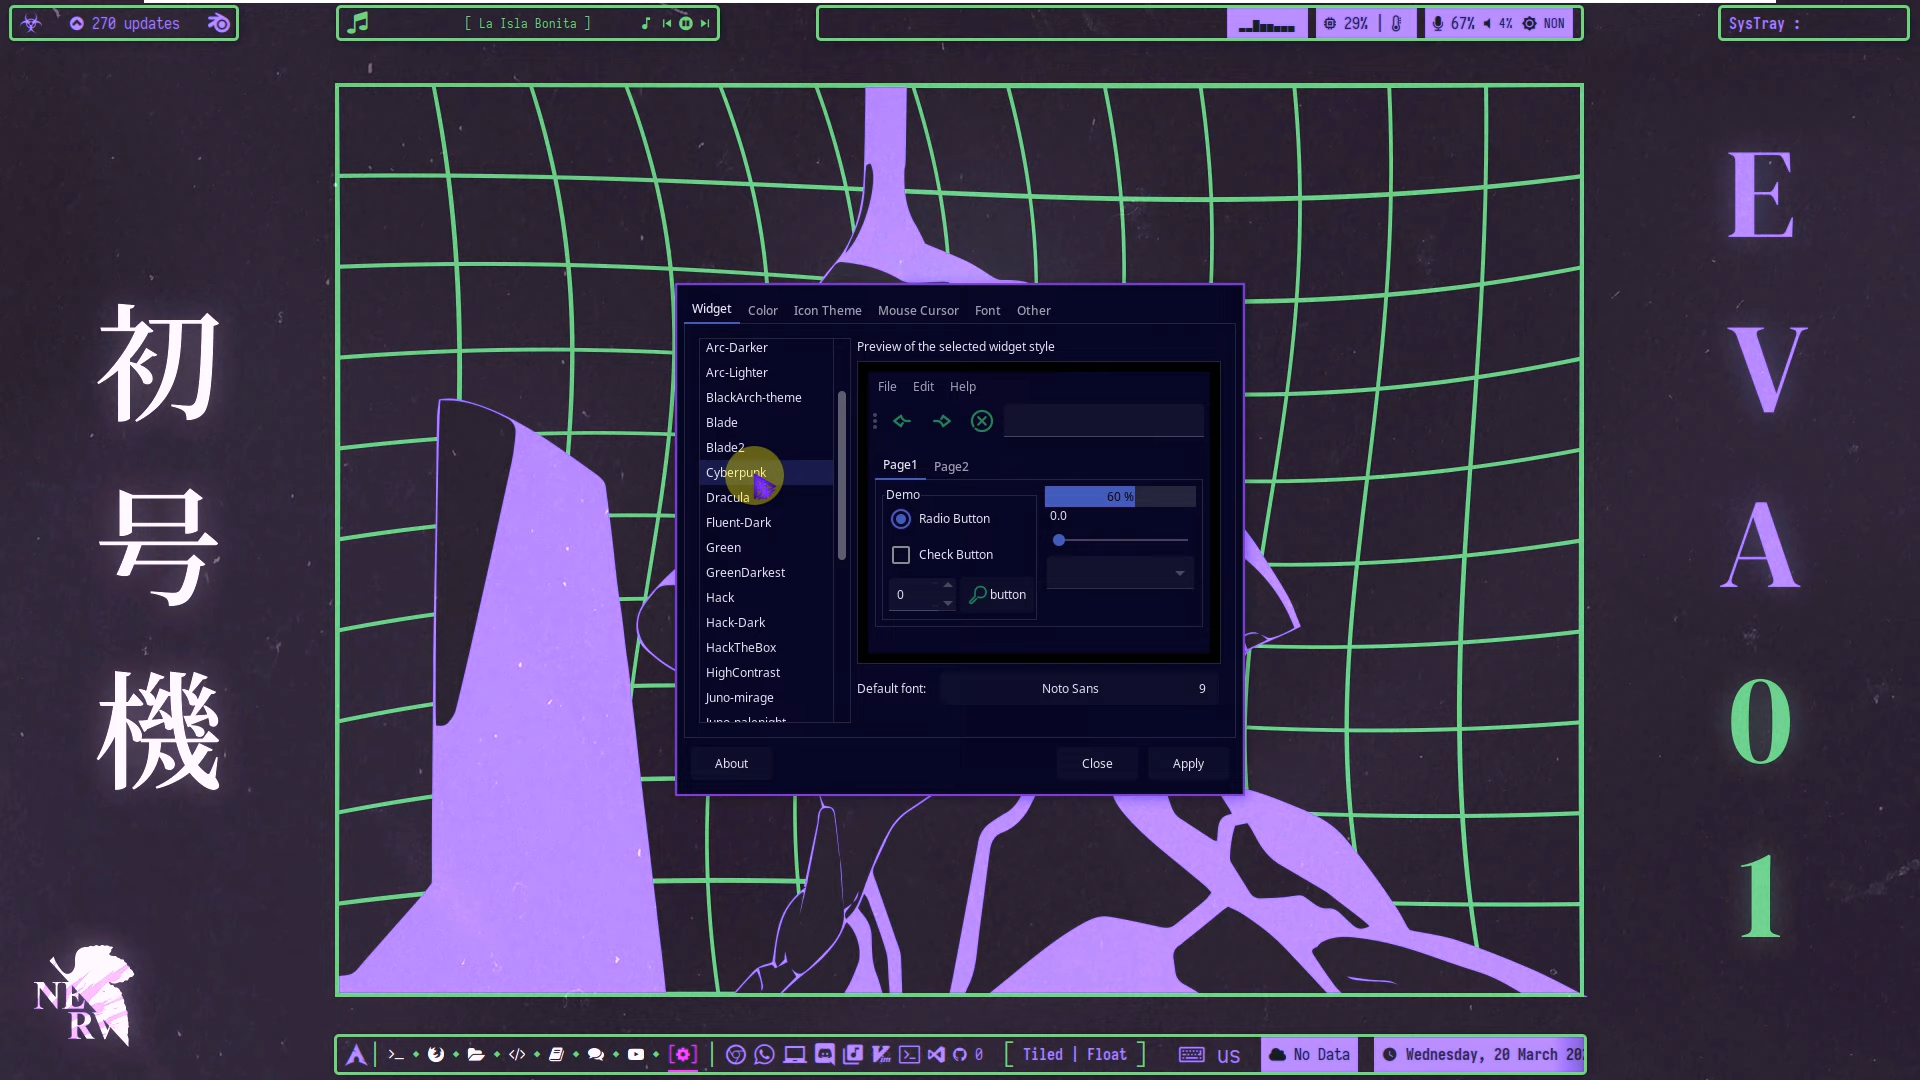 270 updates
[ La Isla Bonita ]
29% |
67% 4% NON
SysTray :
初
号
機
NERV
E
V
A
0
1
Widget Color Icon Theme Mouse Cursor Font Other
Arc-Darker
Arc-Lighter
BlackArch-theme
Blade
Blade2
Cyberpunk
Dracula
Fluent-Dark
Green
GreenDarkest
Hack
Hack-Dark
HackTheBox
HighContrast
Juno-mirage
Juno-palenight
Preview of the selected widget style
File Edit Help
Page1 Page2
Demo
Radio Button
Check Button
0
button
60 %
0.0
Default font: Noto Sans 9
About Close Apply
0 [ Tiled | Float ] us No Data Wednesday, 20 March 20